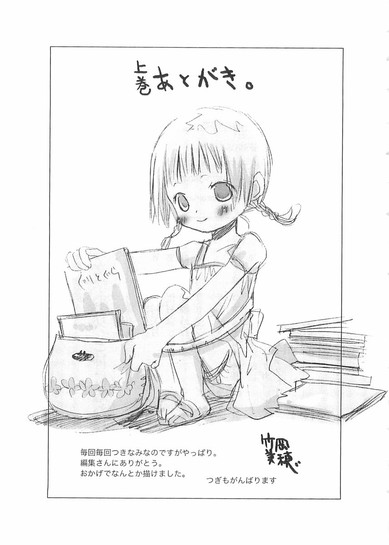 上巻 あとがき。
ぐりとぐら
毎回毎回つきなみなのですがやっぱり。
編集さんにありがとう。
おかげでなんとか描けました。
つぎもがんばります
竹岡
美穂